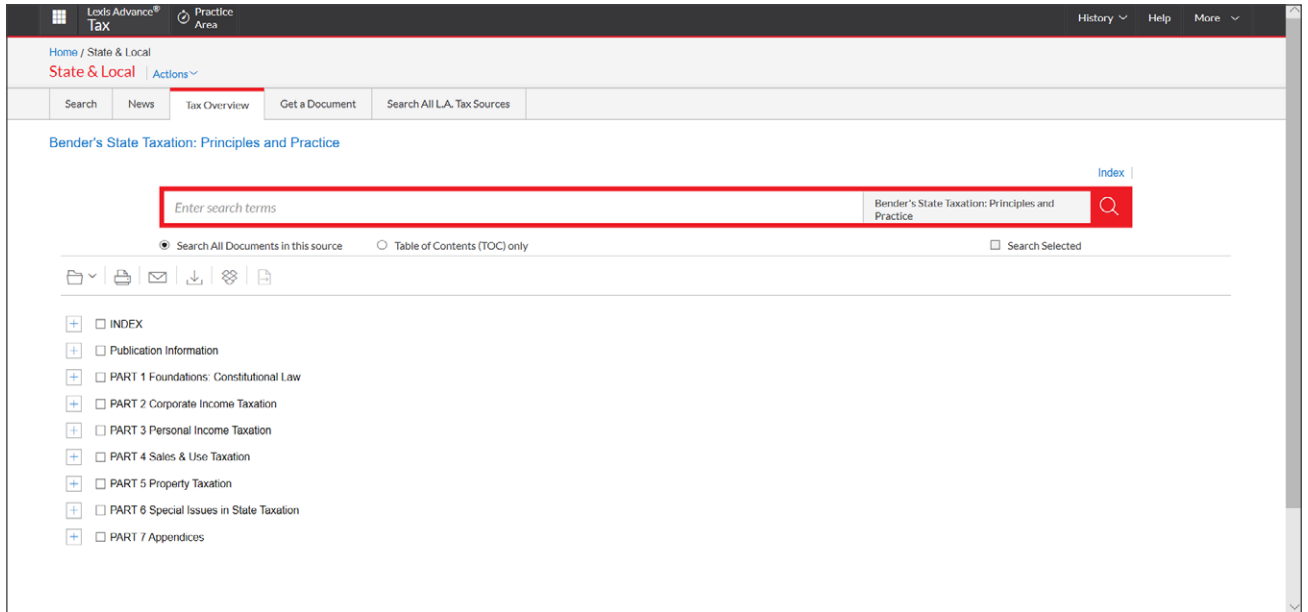 Lexis Advance®
Tax
Practice
Area
History
Help
More
Home / State & Local
State & Local
Actions
Search
News
Tax Overview
Get a Document
Search All L.A. Tax Sources
Bender's State Taxation: Principles and Practice
Index
Enter search terms
Bender's State Taxation: Principles and
Practice
Search All Documents in this source
Table of Contents (TOC) only
Search Selected
INDEX
Publication Information
PART 1 Foundations: Constitutional Law
PART 2 Corporate Income Taxation
PART 3 Personal Income Taxation
PART 4 Sales & Use Taxation
PART 5 Property Taxation
PART 6 Special Issues in State Taxation
PART 7 Appendices